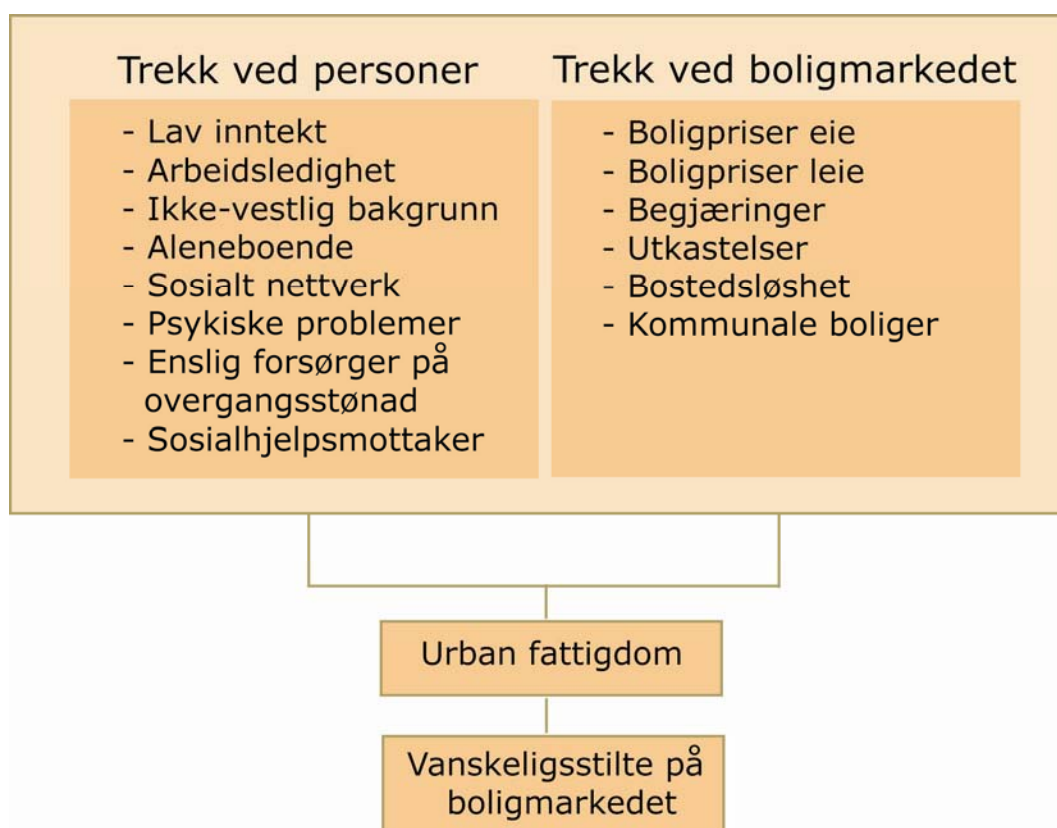 Trekk ved personer
- Lav inntekt
- Arbeidsledighet
- Ikke-vestlig bakgrunn
- Aleneboende
- Sosialt nettverk
- Psykiske problemer
- Enslig forsørger på
overgangsstønad
- Sosialhjelpsmottaker
Trekk ved boligmarkedet
- Boligpriser eie
- Boligpriser leie
- Begjæringer
- Utkastelser
- Bostedsløshet
- Kommunale boliger
Urban fattigdom
Vanskeligsstilte på
boligmarkedet